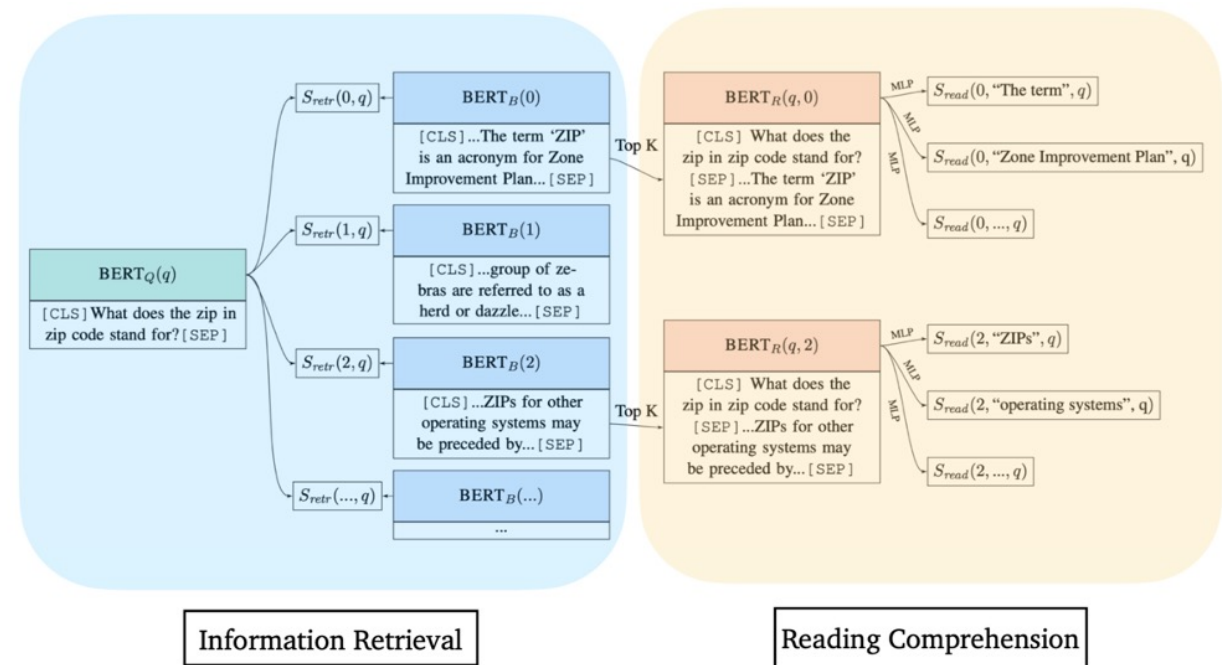 BERT_Q(q)
[CLS]What does the zip in
zip code stand for?[SEP]
S_retr(0, q)
S_retr(1, q)
S_retr(2, q)
S_retr(..., q)
BERT_B(0)
[CLS]...The term ‘ZIP’
is an acronym for Zone
Improvement Plan...[SEP]
BERT_B(1)
[CLS]...group of ze-
bras are referred to as a
herd or dazzle...[SEP]
BERT_B(2)
[CLS]...ZIPs for other
operating systems may
be preceded by...[SEP]
BERT_B(...)
...
Top K
Top K
BERT_R(q, 0)
[CLS] What does the
zip in zip code stand for?
[SEP]...The term ‘ZIP’
is an acronym for Zone
Improvement Plan...[SEP]
MLP
MLP
MLP
S_read(0, “The term”, q)
S_read(0, “Zone Improvement Plan”, q)
S_read(0, ..., q)
BERT_R(q, 2)
[CLS] What does the
zip in zip code stand for?
[SEP]...ZIPs for other
operating systems may
be preceded by...[SEP]
MLP
MLP
MLP
S_read(2, “ZIPs”, q)
S_read(2, “operating systems”, q)
S_read(2, ..., q)
Information Retrieval
Reading Comprehension